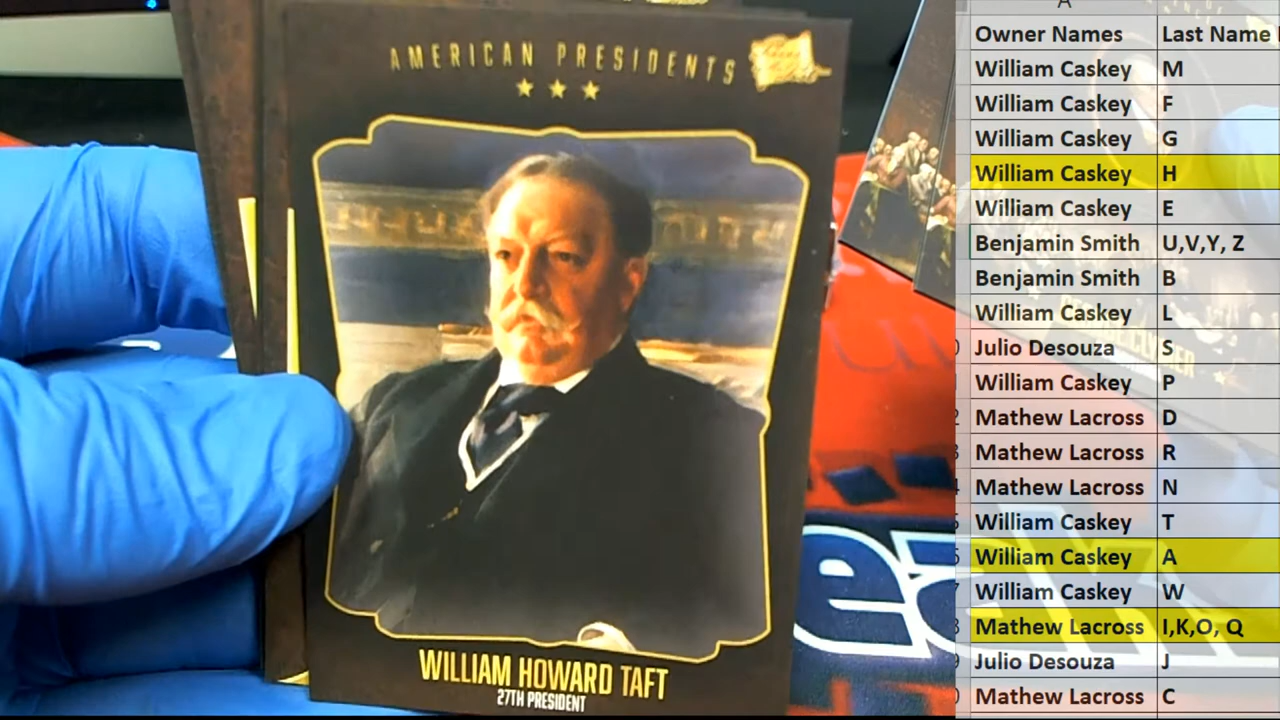 AMERICAN PRESIDENTS
WILLIAM HOWARD TAFT
27TH PRESIDENT
A
Owner Names Last Name
William Caskey M
William Caskey F
William Caskey G
William Caskey H
William Caskey E
Benjamin Smith U,V,Y, Z
Benjamin Smith B
William Caskey L
Julio Desouza S
William Caskey P
Mathew Lacross D
Mathew Lacross R
Mathew Lacross N
William Caskey T
William Caskey A
William Caskey W
Mathew Lacross I,K,O, Q
Julio Desouza J
Mathew Lacross C